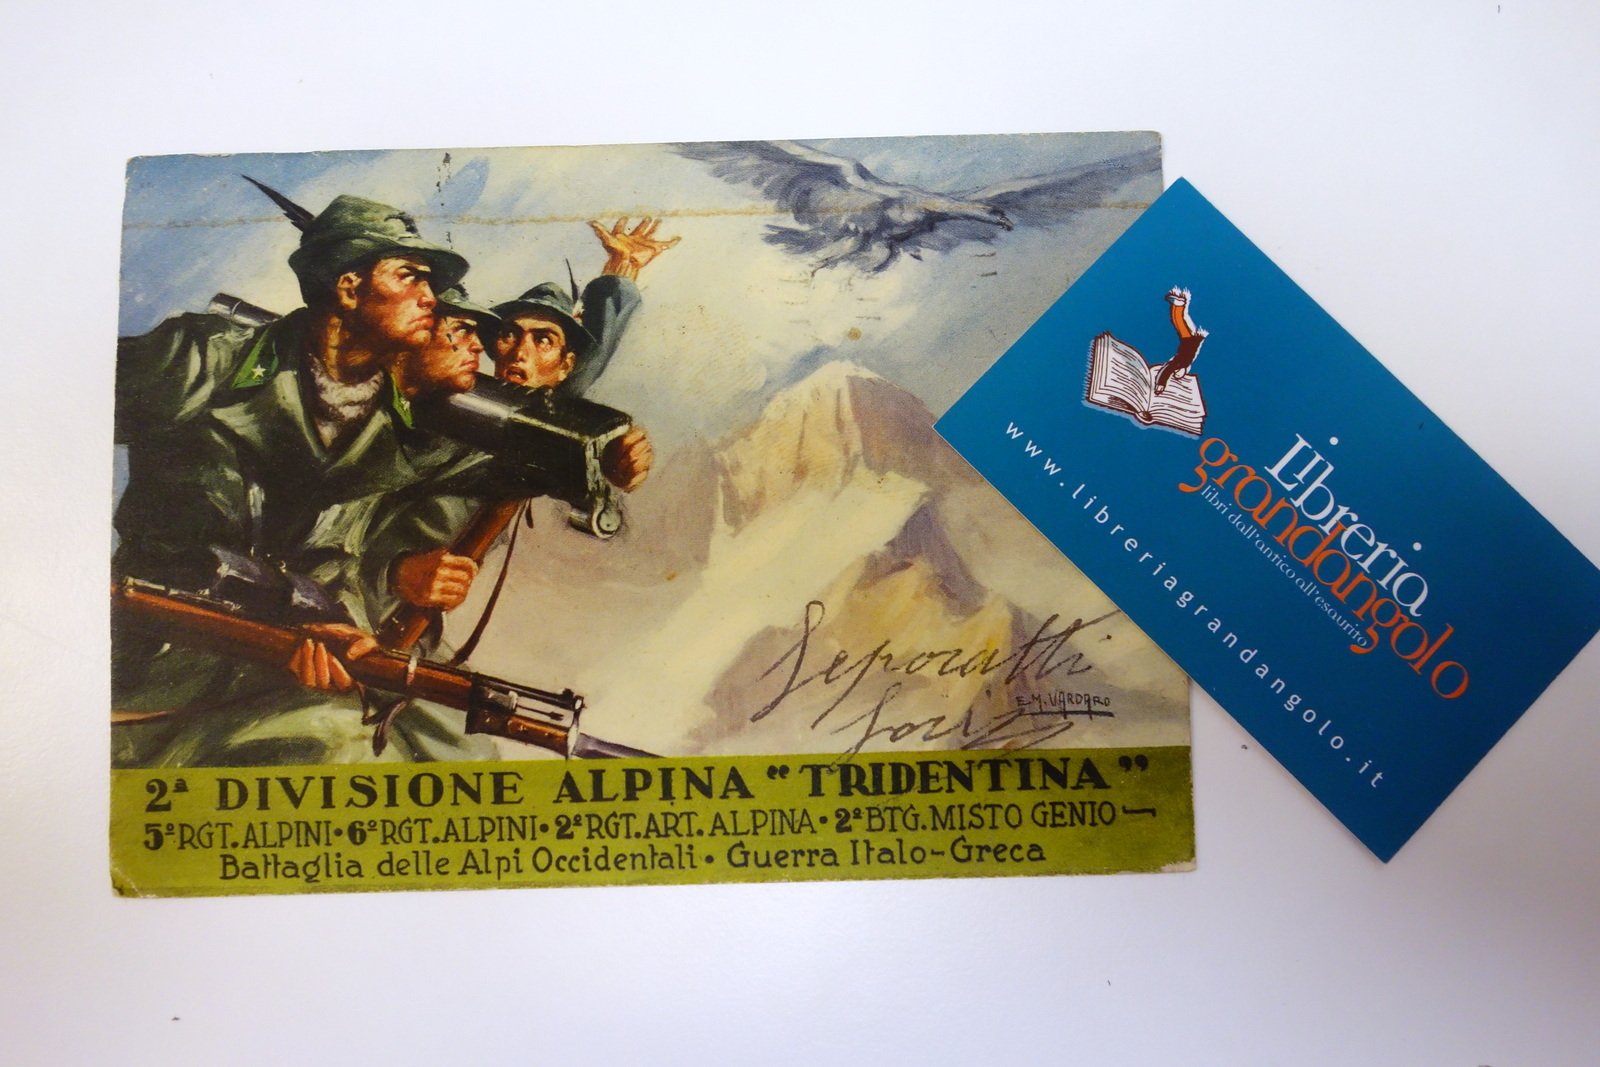 Seporatti
E.M. VARDARO
2ª DIVISIONE ALPINA “TRIDENTINA”
5º RGT. ALPINI • 6º RGT. ALPINI • 2º RGT. ART. ALPINA • 2º BTG. MISTO GENIO
Battaglia delle Alpi Occidentali • Guerra Italo-Greca
Libreria
grandangolo
libri dall'antico all'esaurito
www.libreriagrandangolo.it